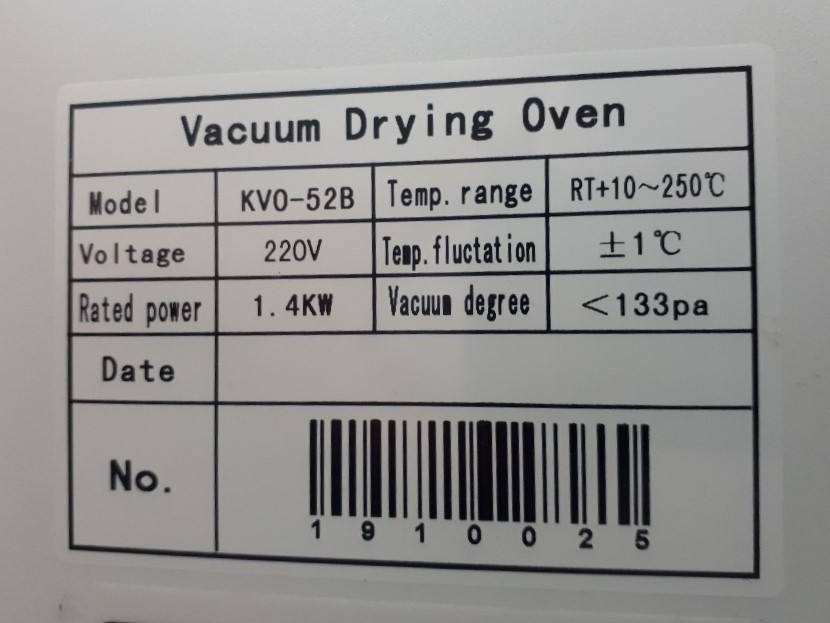 Vacuum Drying Oven
Model KVO-52B Temp. range RT+10～250℃
Voltage 220V Temp. fluctation ±1℃
Rated power 1.4KW Vacuum degree ＜133pa
Date
No.
1910025